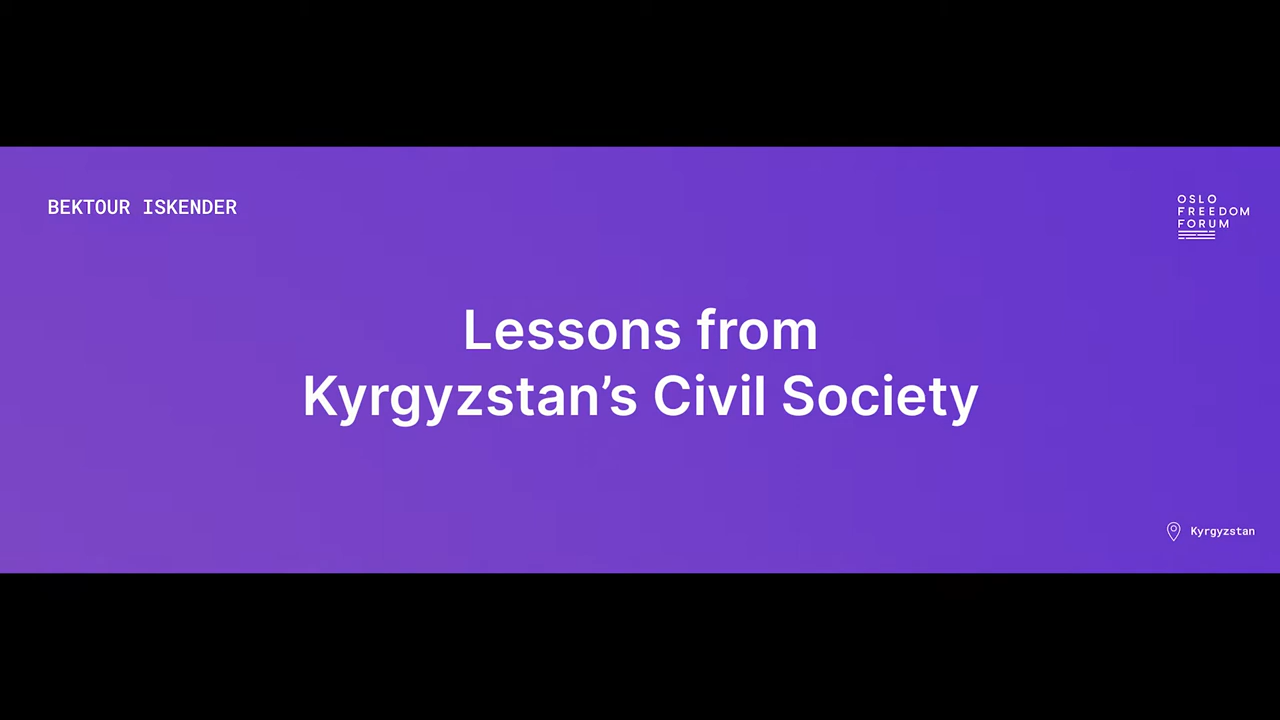 BEKTOUR ISKENDER
OSLO
FREEDOM
FORUM
Lessons from
Kyrgyzstan’s Civil Society
Kyrgyzstan